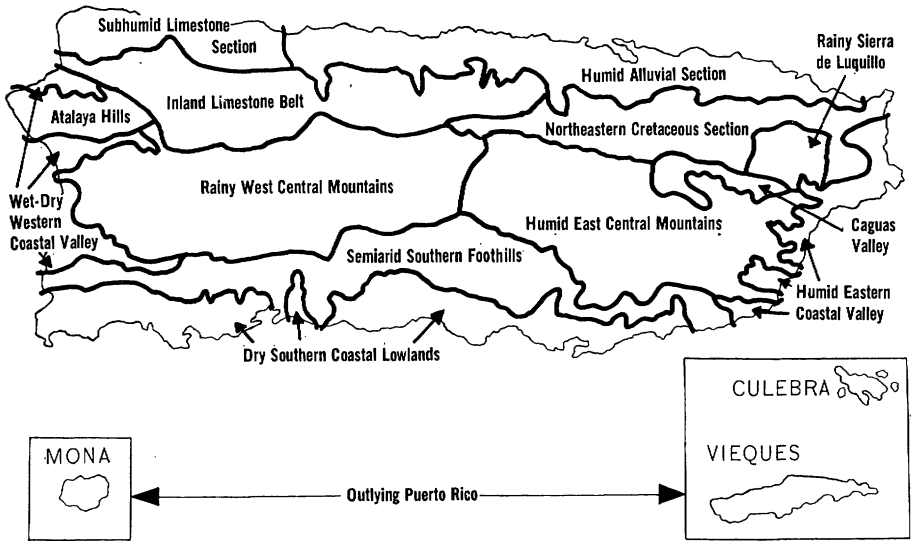 Subhumid Limestone
Section
Rainy Sierra
de Luquillo
Humid Alluvial Section
Inland Limestone Belt
Atalaya Hills
Northeastern Cretaceous Section
Rainy West Central Mountains
Wet-Dry
Western
Coastal Valley
Humid East Central Mountains
Caguas
Valley
Semiarid Southern Foothills
Humid Eastern
Coastal Valley
Dry Southern Coastal Lowlands
CULEBRA
VIEQUES
MONA
Outlying Puerto Rico